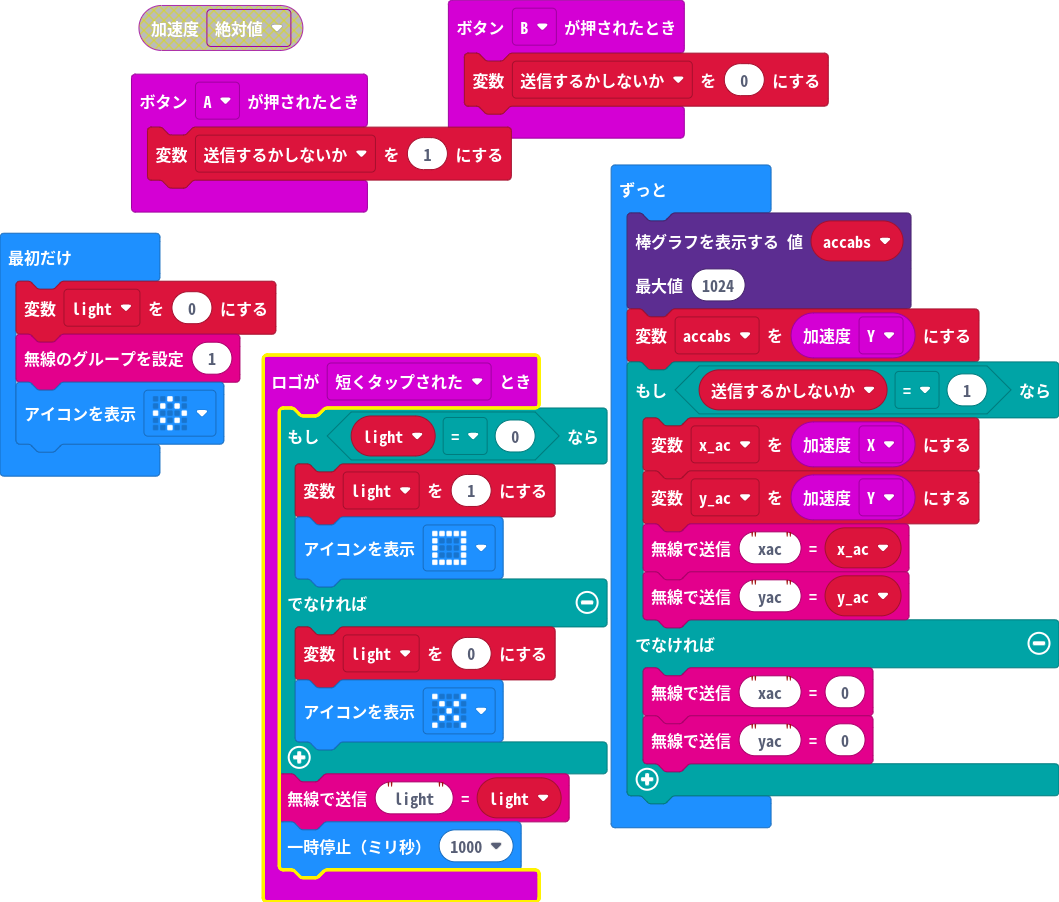 加速度 絶対値
ボタン A が押されたとき
変数 送信するかしないか を 1 にする
ボタン B が押されたとき
変数 送信するかしないか を 0 にする
最初だけ
変数 light を 0 にする
無線のグループを設定 1
アイコンを表示
ロゴが 短くタップされた とき
もし light = 0 なら
変数 light を 1 にする
アイコンを表示
でなければ
変数 light を 0 にする
アイコンを表示
無線で送信 "light" = light
一時停止（ミリ秒） 1000
ずっと
棒グラフを表示する 値 accabs
最大値 1024
変数 accabs を 加速度 Y にする
もし 送信するかしないか = 1 なら
変数 x_ac を 加速度 X にする
変数 y_ac を 加速度 Y にする
無線で送信 "xac" = x_ac
無線で送信 "yac" = y_ac
でなければ
無線で送信 "xac" = 0
無線で送信 "yac" = 0